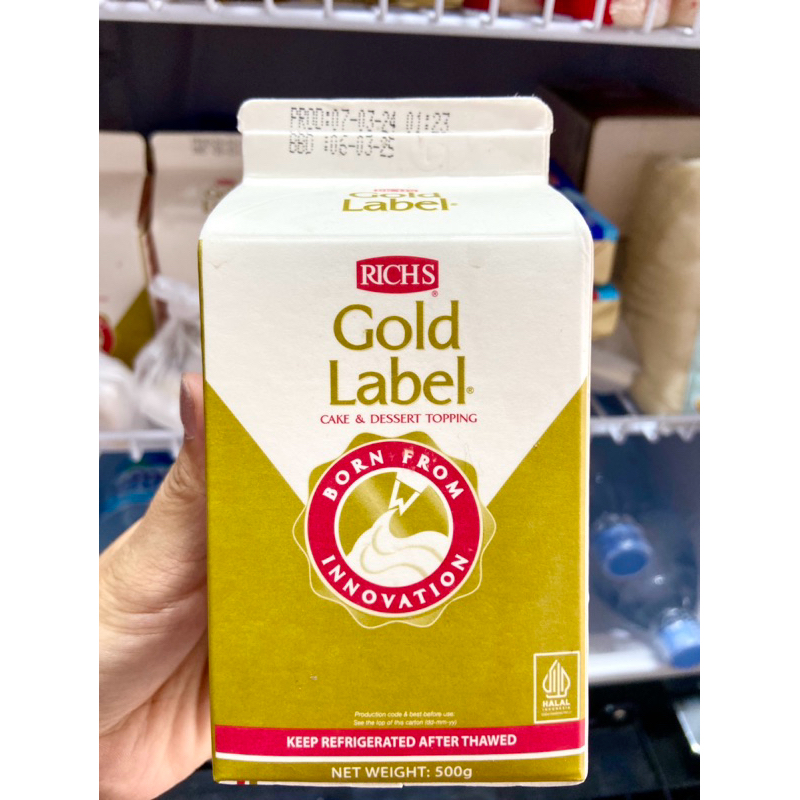 PROD:07-03-24 01:23
BBD :06-03-25
Gold
Label
RICH'S
Gold
Label®
CAKE & DESSERT TOPPING
BORN FROM
INNOVATION
HALAL
INDONESIA
Production code & best before use:
See the top of this carton (dd-mm-yy)
KEEP REFRIGERATED AFTER THAWED
NET WEIGHT: 500g